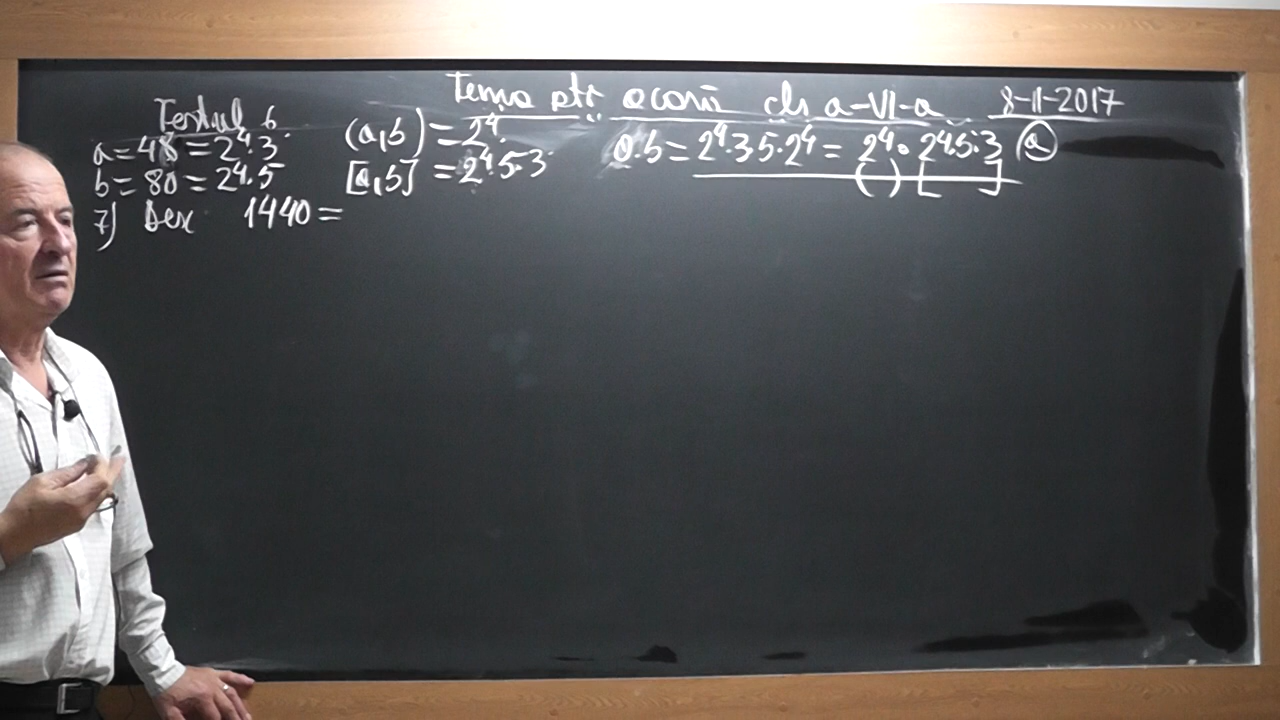 Tema ptr acasă cls a-VI-a 8-11-2017
Testul 6
a=48=2⁴·3 (a,b)=2⁴ a·b=2⁴·3·5·2⁴=2⁴·2⁴·5·3 (a)
b=80=2⁴·5 [a,b]=2⁴·5·3 ( ) [ ]
7) Dex 1440=